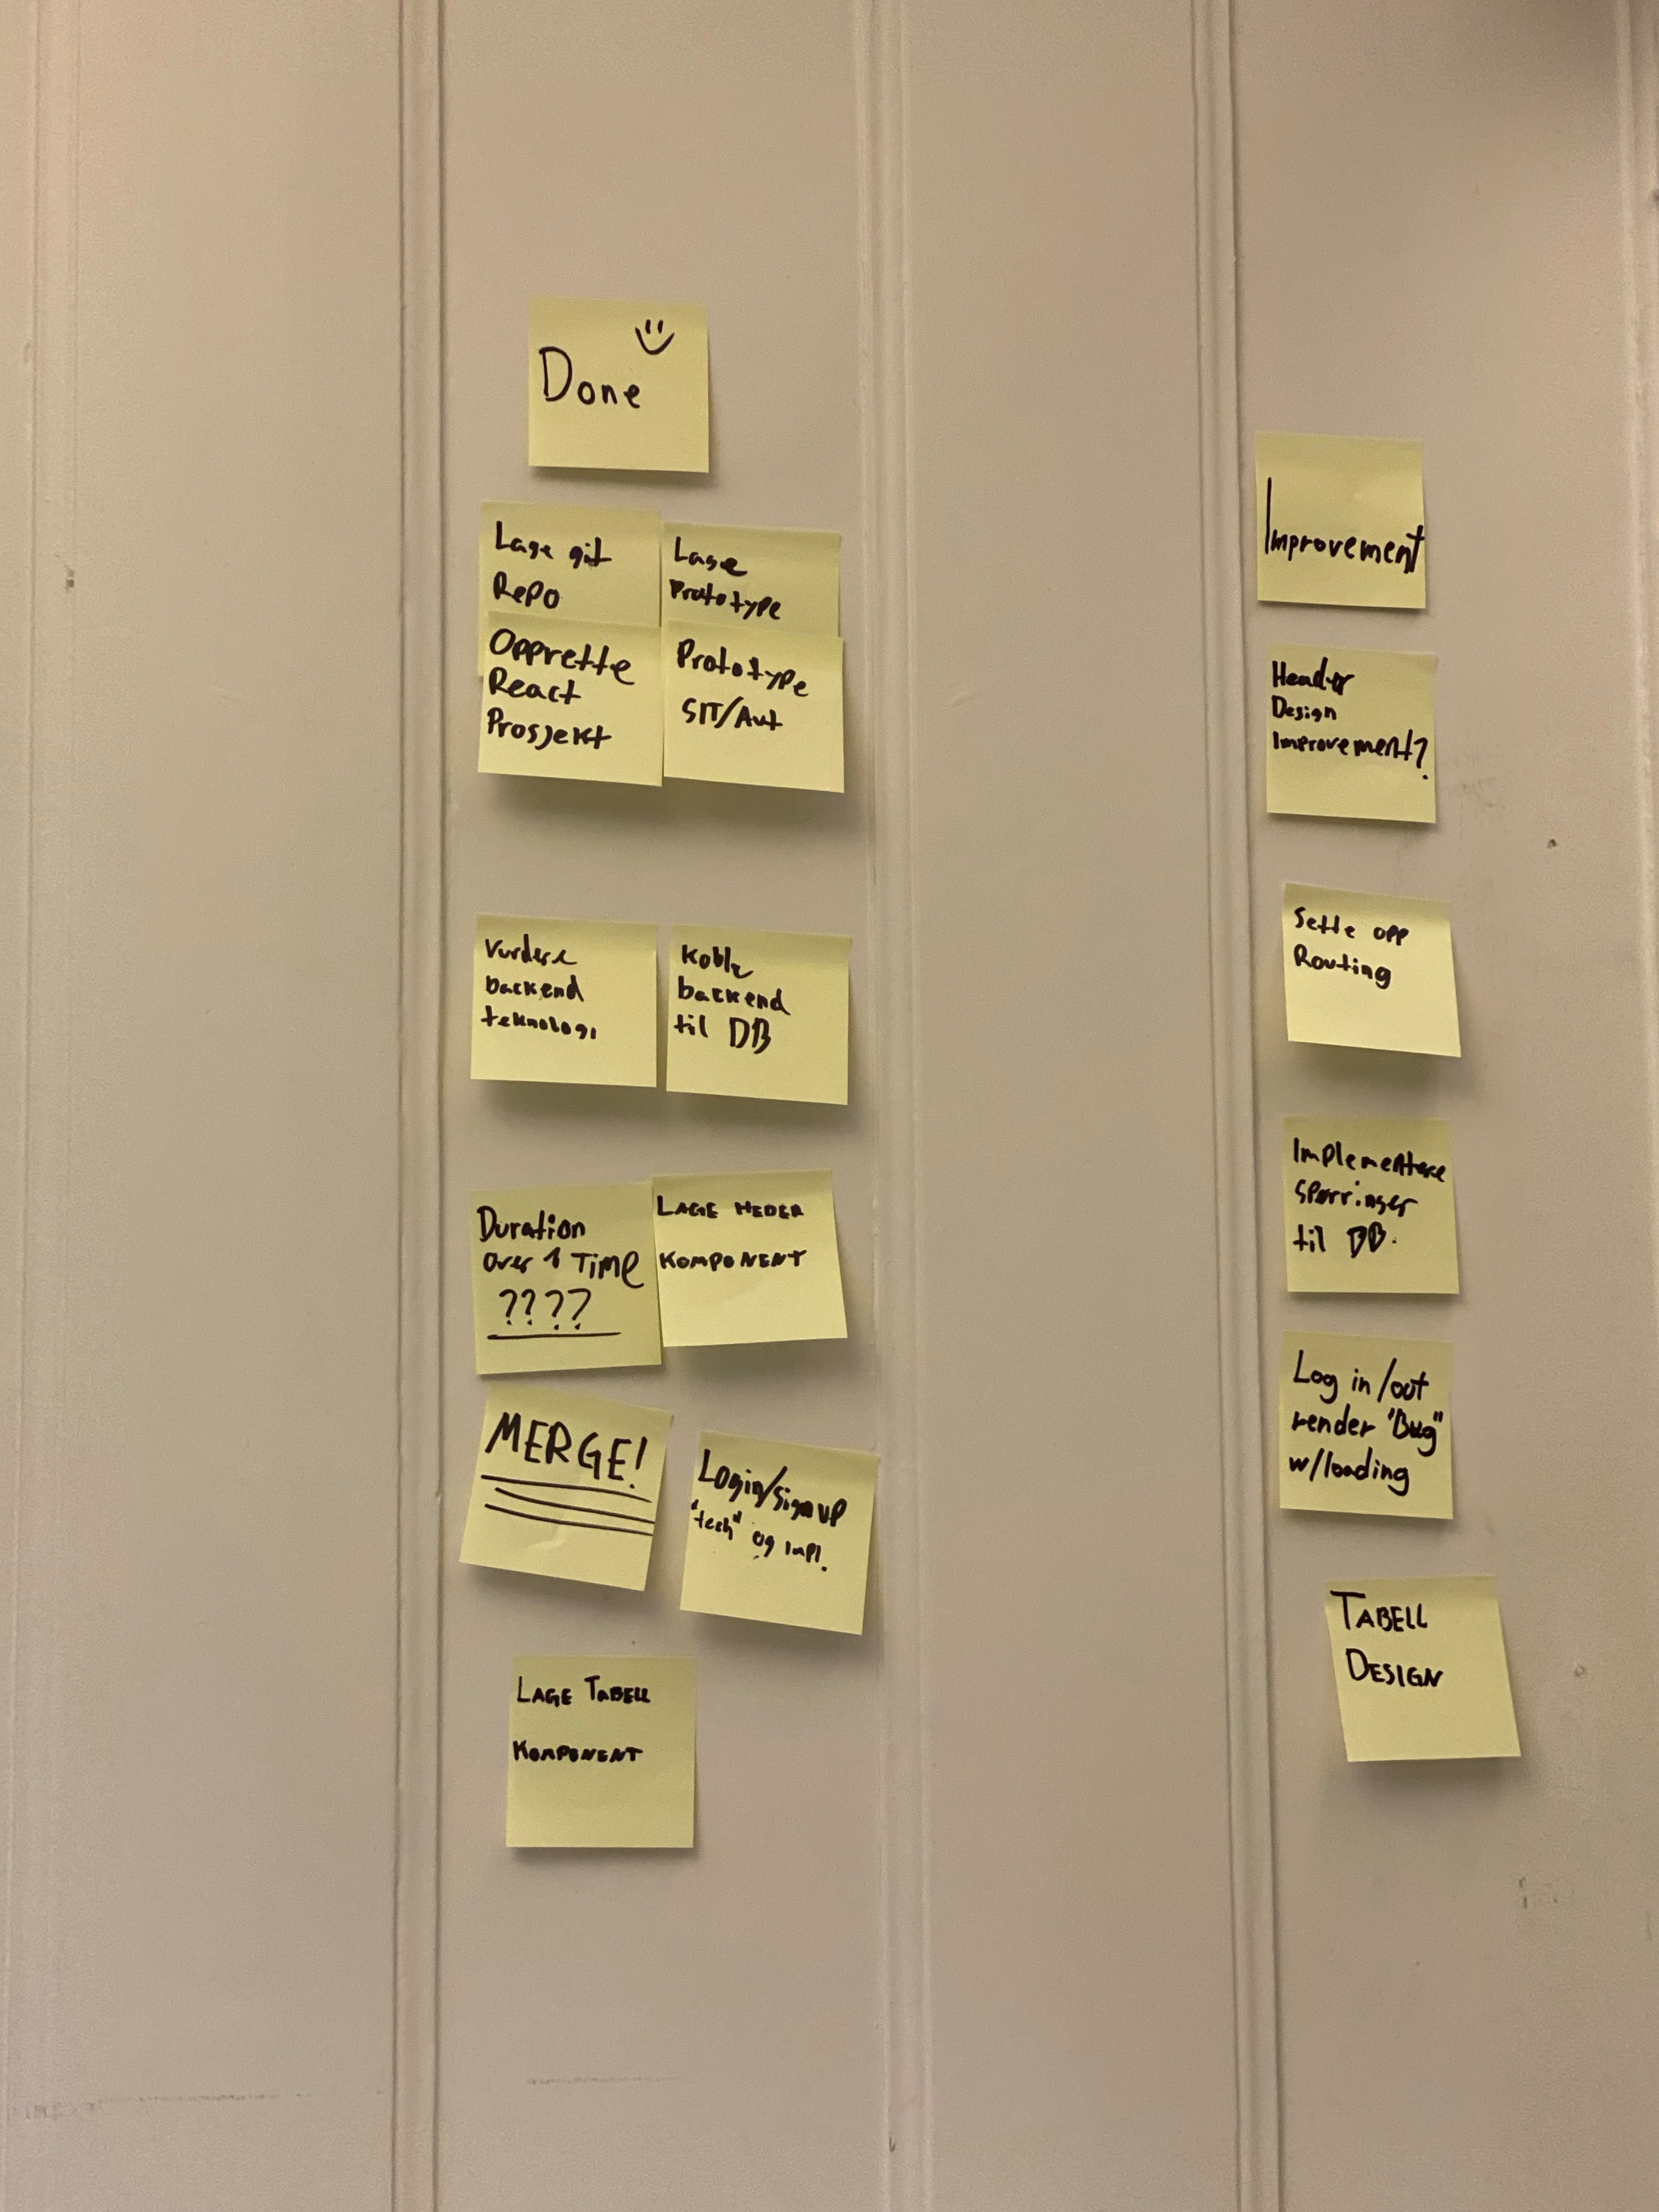 Done
Lage git
Repo
Lage
Prototype
Opprette
React
Prosjekt
Prototype
SIT/Aut
Vurdere
backend
teknologi
Koble
backend
til DB
Duration
over 1 Time
????
LAGE HEDER
KOMPONENT
MERGE!
Login/signup
"tech" og impl.
LAGE TABELL
KOMPONENT
Improvement
Header
Design
Improvement?
Sette opp
Routing
Implementere
Spørringer
til DB.
Log in/out
render "Bug"
w/loading
TABELL
DESIGN